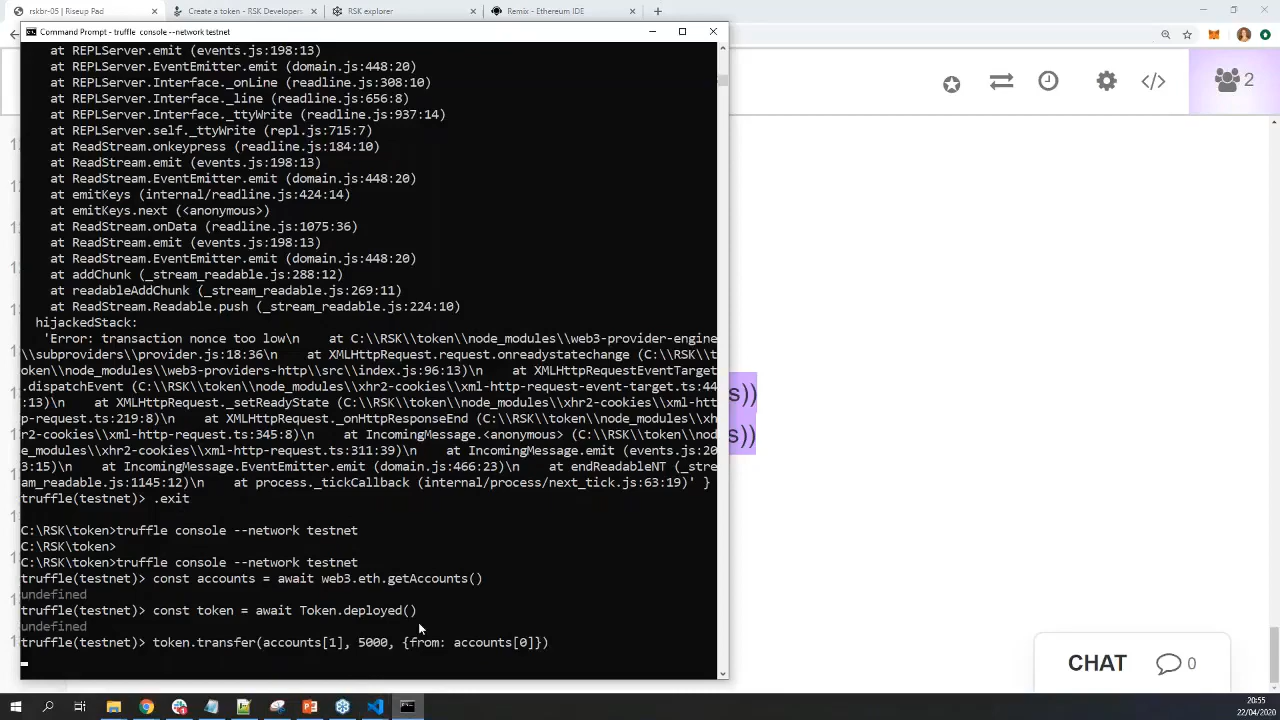 rskbr-05 | Riseup Pad
Create a token - RSK Developers
RSK explorer
Remix - Ethereum IDE
Command Prompt - truffle console --network testnet
at REPLServer.emit (events.js:198:13)
at REPLServer.EventEmitter.emit (domain.js:448:20)
at REPLServer.Interface._onLine (readline.js:308:10)
at REPLServer.Interface._line (readline.js:656:8)
at REPLServer.Interface._ttyWrite (readline.js:937:14)
at REPLServer.self._ttyWrite (repl.js:715:7)
at ReadStream.onkeypress (readline.js:184:10)
at ReadStream.emit (events.js:198:13)
at ReadStream.EventEmitter.emit (domain.js:448:20)
at emitKeys (internal/readline.js:424:14)
at emitKeys.next (<anonymous>)
at ReadStream.onData (readline.js:1075:36)
at ReadStream.emit (events.js:198:13)
at ReadStream.EventEmitter.emit (domain.js:448:20)
at addChunk (_stream_readable.js:288:12)
at readableAddChunk (_stream_readable.js:269:11)
at ReadStream.Readable.push (_stream_readable.js:224:10)
hijackedStack:
'Error: transaction nonce too low\n    at C:\\RSK\\token\\node_modules\\web3-provider-engine
\\subproviders\\provider.js:18:36\n    at XMLHttpRequest.request.onreadystatechange (C:\\RSK\\t
oken\\node_modules\\web3-providers-http\\src\\index.js:96:13)\n    at XMLHttpRequestEventTarget
.dispatchEvent (C:\\RSK\\token\\node_modules\\xhr2-cookies\\xml-http-request-event-target.ts:44
:13)\n    at XMLHttpRequest._setReadyState (C:\\RSK\\token\\node_modules\\xhr2-cookies\\xml-htt
p-request.ts:219:8)\n    at XMLHttpRequest._onHttpResponseEnd (C:\\RSK\\token\\node_modules\\xh
r2-cookies\\xml-http-request.ts:345:8)\n    at IncomingMessage.<anonymous> (C:\\RSK\\token\\nod
e_modules\\xhr2-cookies\\xml-http-request.ts:311:39)\n    at IncomingMessage.emit (events.js:20
3:15)\n    at IncomingMessage.EventEmitter.emit (domain.js:466:23)\n    at endReadableNT (_stre
am_readable.js:1145:12)\n    at process._tickCallback (internal/process/next_tick.js:63:19)' }
truffle(testnet)> .exit
C:\RSK\token>truffle console --network testnet
C:\RSK\token>
C:\RSK\token>truffle console --network testnet
truffle(testnet)> const accounts = await web3.eth.getAccounts()
undefined
truffle(testnet)> const token = await Token.deployed()
undefined
truffle(testnet)> token.transfer(accounts[1], 5000, {from: accounts[0]})
2
s))
s))
CHAT 0
20:55
22/04/2020